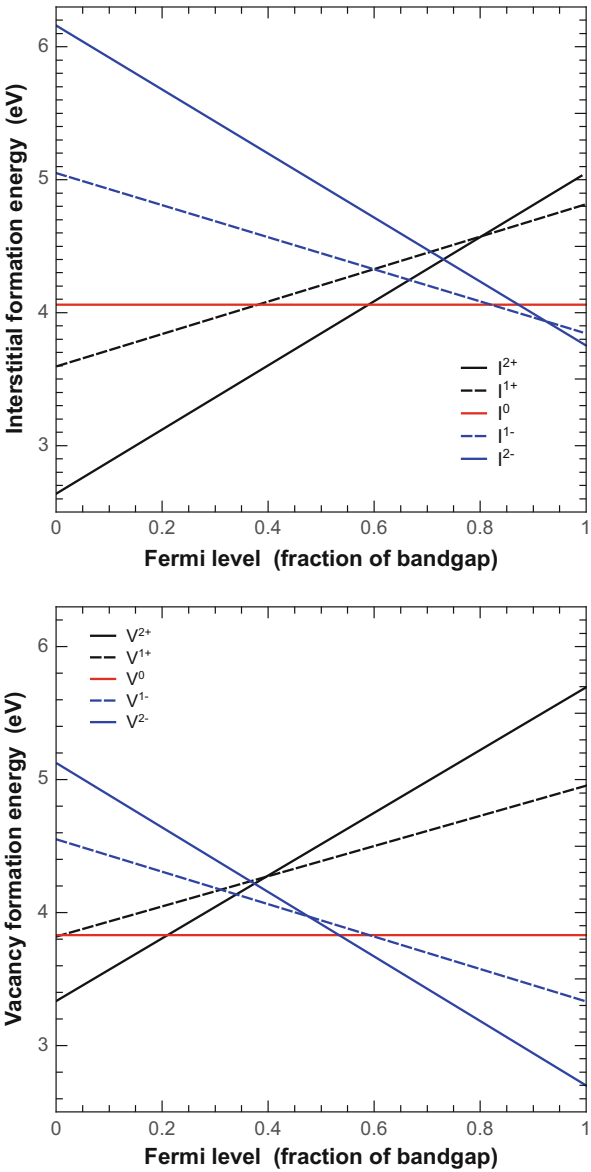 Interstitial formation energy (eV)
6
5
4
3
I²⁺
I¹⁺
I⁰
I¹⁻
I²⁻
0 0.2 0.4 0.6 0.8 1
Fermi level (fraction of bandgap)
Vacancy formation energy (eV)
V²⁺
V¹⁺
V⁰
V¹⁻
V²⁻
6
5
4
3
0 0.2 0.4 0.6 0.8 1
Fermi level (fraction of bandgap)